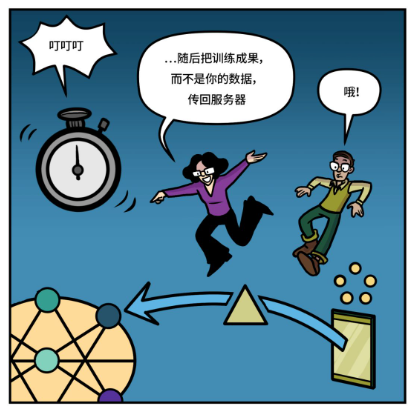 叮叮叮
…随后把训练成果，
而不是你的数据，
传回服务器
哦！